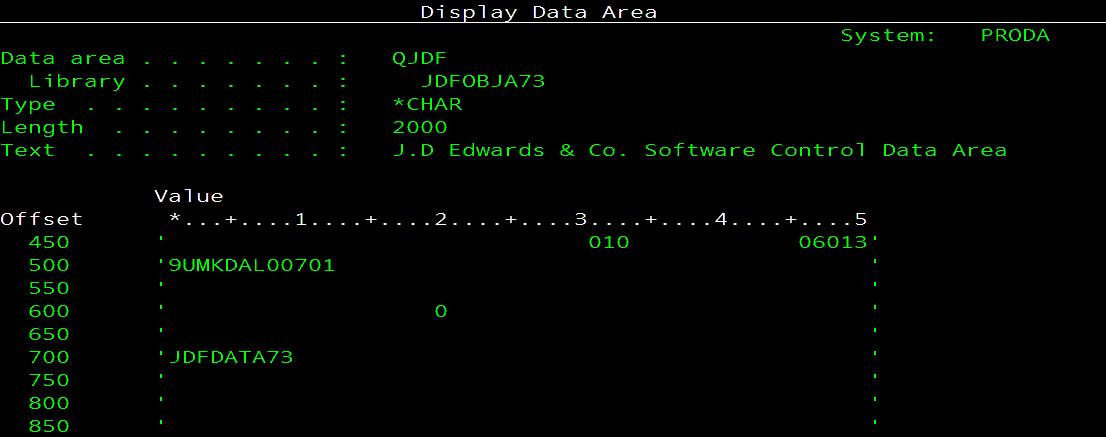 Display Data Area
                                                            System:   PRODA
Data area . . . . . . . :   QJDF
  Library . . . . . . . :     JDFOBJA73
Type  . . . . . . . . . :   *CHAR
Length  . . . . . . . . :   2000
Text  . . . . . . . . . :   J.D Edwards & Co. Software Control Data Area
           Value
Offset      *...+....1....+....2....+....3....+....4....+....5
  450      '                              010            06013'
  500      '9UMKDAL00701                                      '
  550      '                                                  '
  600      '                   0                              '
  650      '                                                  '
  700      'JDFDATA73                                         '
  750      '                                                  '
  800      '                                                  '
  850      '                                                  '